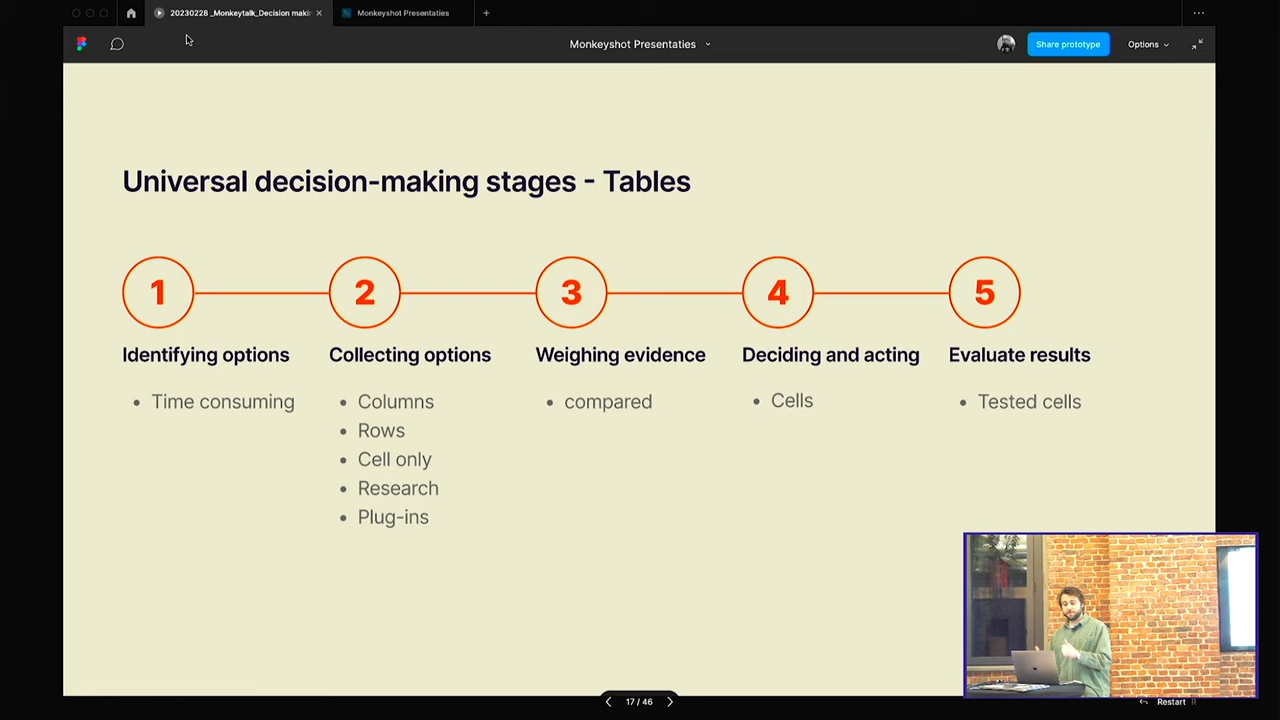 20230228 _Monkeytalk_Decision maki
Monkeyshot Presentaties
Monkeyshot Presentaties
Share prototype
Options
Universal decision-making stages - Tables
1
2
3
4
5
Identifying options
Collecting options
Weighing evidence
Deciding and acting
Evaluate results
• Time consuming
• Columns
• Rows
• Cell only
• Research
• Plug-ins
• compared
• Cells
• Tested cells
17 / 46
Restart R